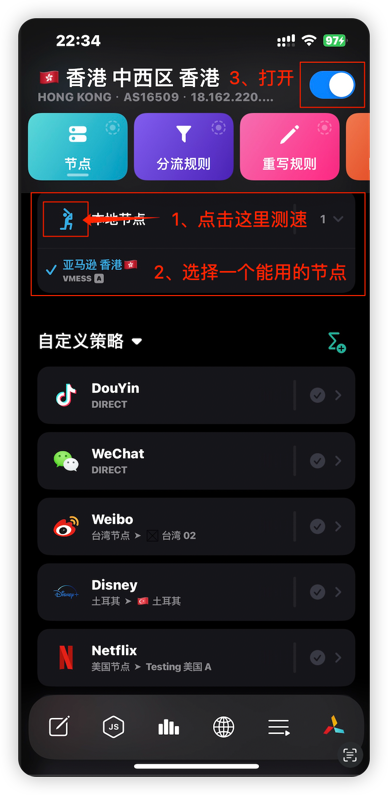 22:34
97
🇭🇰 香港 中西区 香港
3、打开
HONG KONG · AS16509 · 18.162.220....
节点
分流规则
重写规则
本地节点
1、点击这里测速
1
亚马逊 香港🇭🇰
VMESS A
2、选择一个能用的节点
自定义策略
DouYin
DIRECT
WeChat
DIRECT
Weibo
台湾节点 ➤ 台湾 02
Disney
土耳其 ➤ 🇭🇰 土耳其
Disney+
Netflix
美国节点 ➤ Testing 美国 A
JS